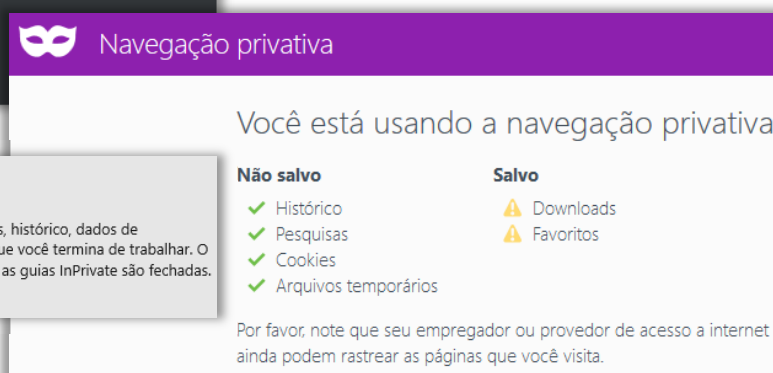 Navegação privativa
Você está usando a navegação privativa
Não salvo
Salvo
Histórico
Downloads
Pesquisas
Favoritos
Cookies
Arquivos temporários
Por favor, note que seu empregador ou provedor de acesso a internet
ainda podem rastrear as páginas que você visita.
histórico, dados de
você termina de trabalhar. O
as guias InPrivate são fechadas.